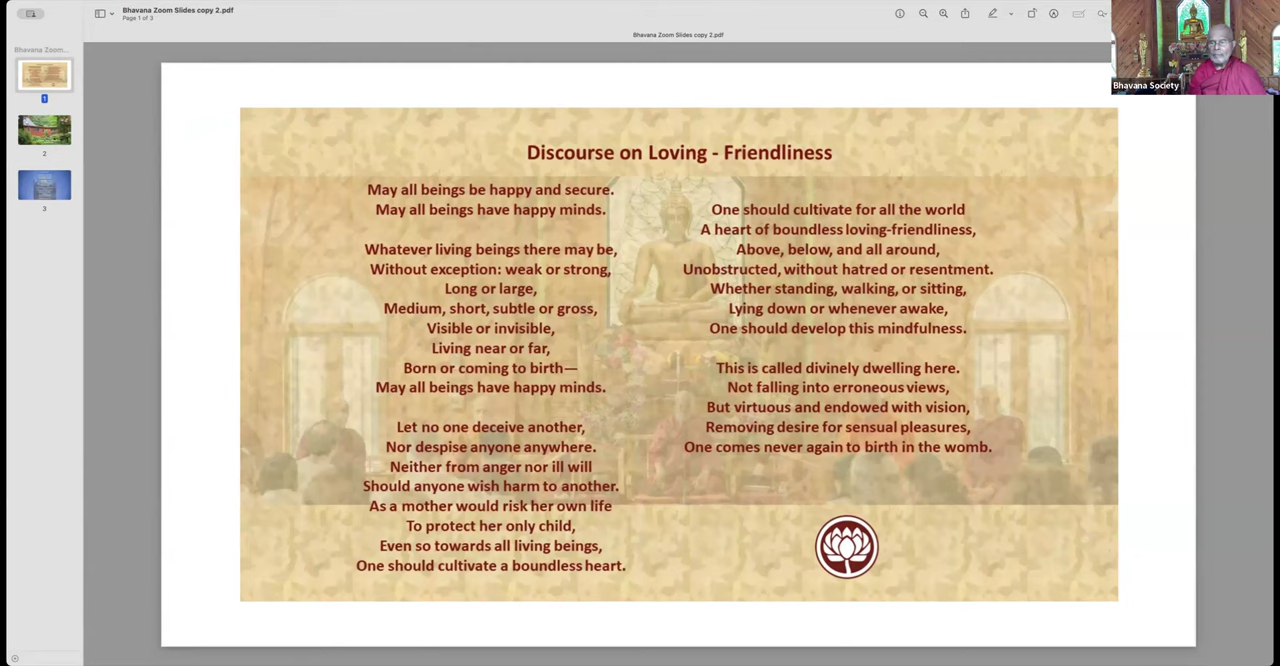 Bhavana Zoom Slides copy 2.pdf
Page 1 of 3
Bhavana Zoom Slides copy 2.pdf
Bhavana Zoom...
1
2
3
Bhavana Society
Discourse on Loving - Friendliness
May all beings be happy and secure.
May all beings have happy minds.
Whatever living beings there may be,
Without exception: weak or strong,
Long or large,
Medium, short, subtle or gross,
Visible or invisible,
Living near or far,
Born or coming to birth—
May all beings have happy minds.
Let no one deceive another,
Nor despise anyone anywhere.
Neither from anger nor ill will
Should anyone wish harm to another.
As a mother would risk her own life
To protect her only child,
Even so towards all living beings,
One should cultivate a boundless heart.
One should cultivate for all the world
A heart of boundless loving-friendliness,
Above, below, and all around,
Unobstructed, without hatred or resentment.
Whether standing, walking, or sitting,
Lying down or whenever awake,
One should develop this mindfulness.
This is called divinely dwelling here.
Not falling into erroneous views,
But virtuous and endowed with vision,
Removing desire for sensual pleasures,
One comes never again to birth in the womb.